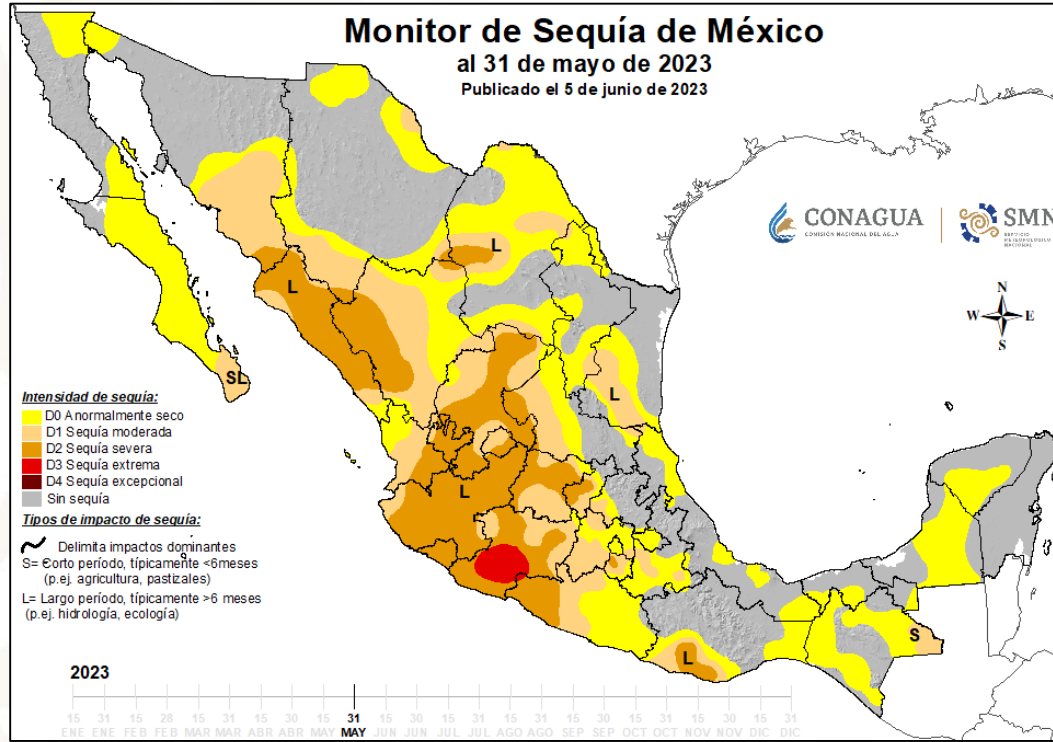 Monitor de Sequía de México
al 31 de mayo de 2023
Publicado el 5 de junio de 2023
CONAGUA
COMISIÓN NACIONAL DEL AGUA
SMN
SERVICIO
METEOROLÓGICO
NACIONAL
N
W E
S
L
L
SL
L
L
L
S
Intensidad de sequía:
D0 Anormalmente seco
D1 Sequía moderada
D2 Sequía severa
D3 Sequía extrema
D4 Sequía excepcional
Sin sequía
Tipos de impacto de sequía:
Delimita impactos dominantes
S= Corto período, típicamente <6meses
(p.ej. agricultura, pastizales)
L= Largo período, típicamente >6 meses
(p.ej. hidrología, ecología)
2023
15 31 15 28 15 31 15 30 15 31 15 30 15 31 15 31 15 30 15 31 15 30 15 31
ENE ENE FEB FEB MAR MAR ABR ABR MAY MAY JUN JUN JUL JUL AGO AGO SEP SEP OCT OCT NOV NOV DIC DIC